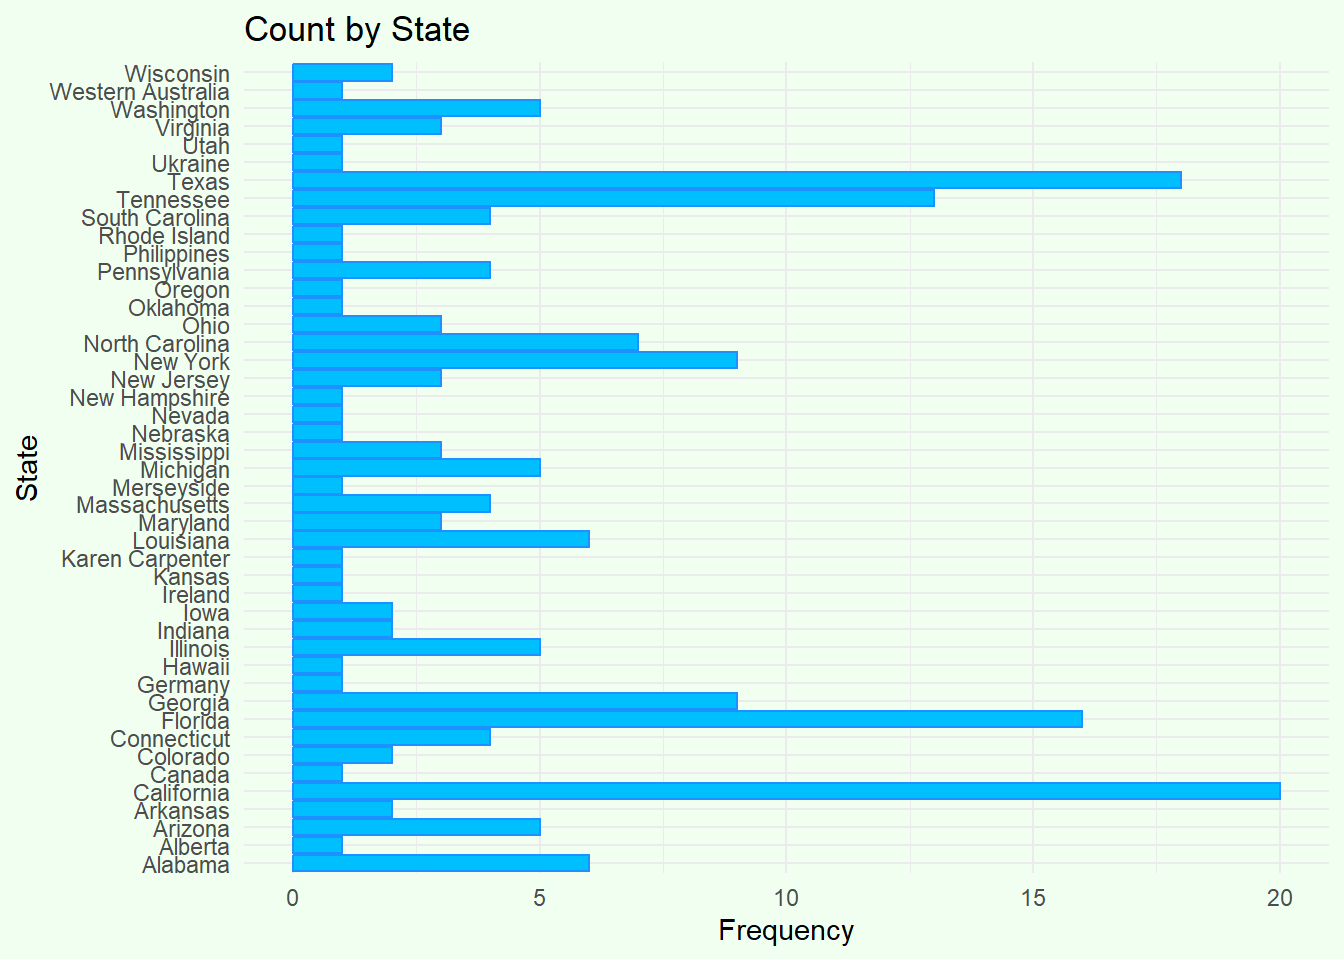 Count by State
Wisconsin
Western Australia
Washington
Virginia
Utah
Ukraine
Texas
Tennessee
South Carolina
Rhode Island
Philippines
Pennsylvania
Oregon
Oklahoma
Ohio
North Carolina
New York
New Jersey
New Hampshire
Nevada
Nebraska
Mississippi
Michigan
Merseyside
Massachusetts
Maryland
Louisiana
Karen Carpenter
Kansas
Ireland
Iowa
Indiana
Illinois
Hawaii
Germany
Georgia
Florida
Connecticut
Colorado
Canada
California
Arkansas
Arizona
Alberta
Alabama
State
0 5 10 15 20
Frequency